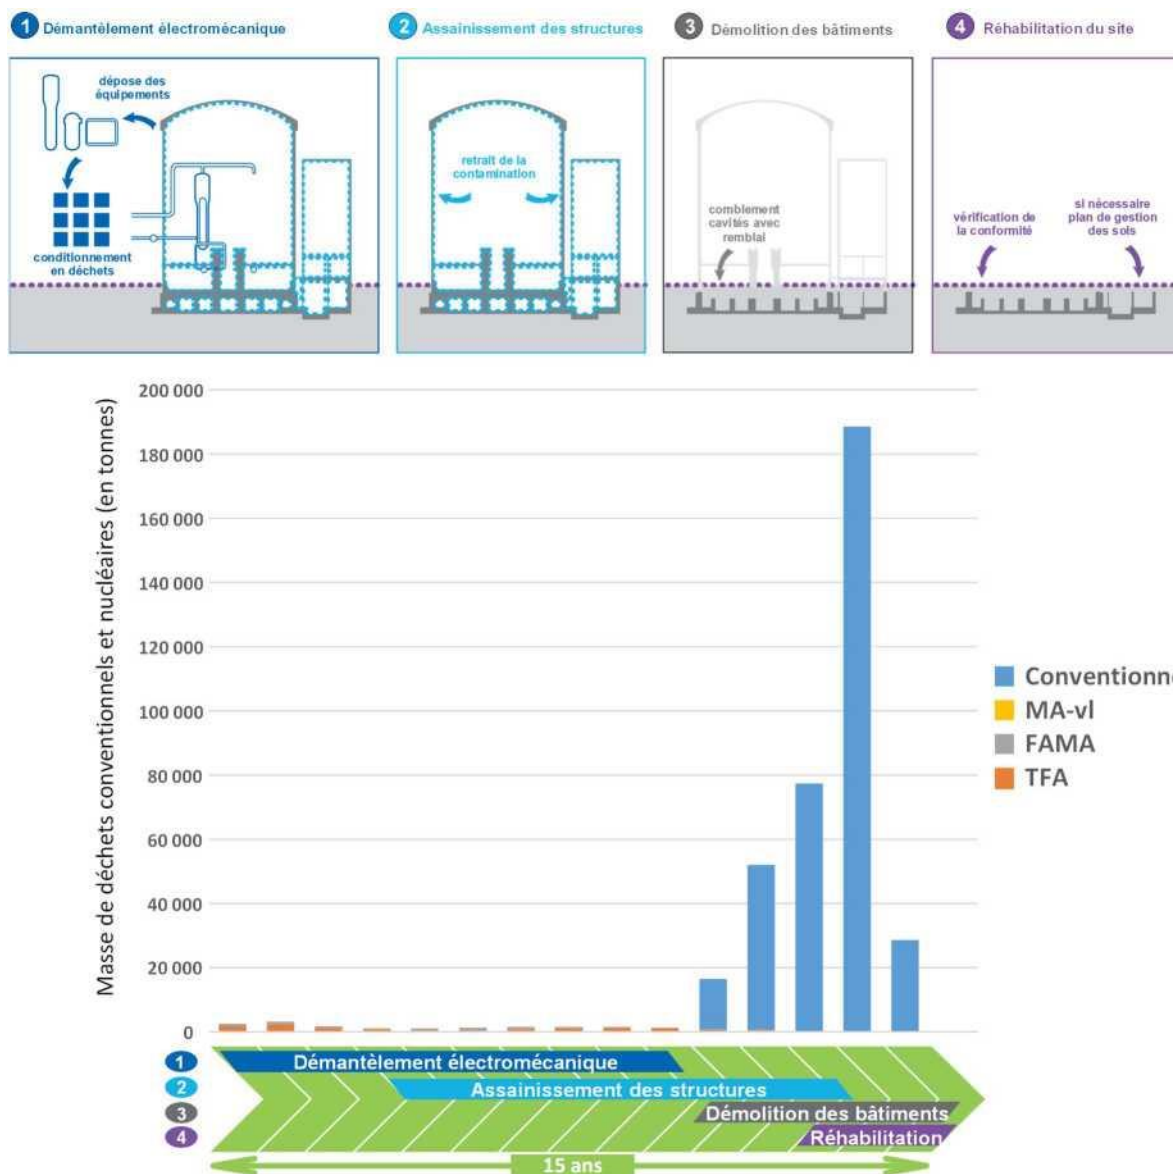 1 Démantèlement électromécanique
2 Assainissement des structures
3 Démolition des bâtiments
4 Réhabilitation du site
dépose des
équipements
conditionnement
en déchets
retrait de la
contamination
comblement
cavités avec
remblai
vérification de
la conformité
si nécessaire
plan de gestion
des sols
Masse de déchets conventionnels et nucléaires (en tonnes)
200 000
180 000
160 000
140 000
120 000
100 000
80 000
60 000
40 000
20 000
0
Conventionne
MA-vl
FAMA
TFA
1 Démantèlement électromécanique
2 Assainissement des structures
3 Démolition des bâtiments
4 Réhabilitation
15 ans